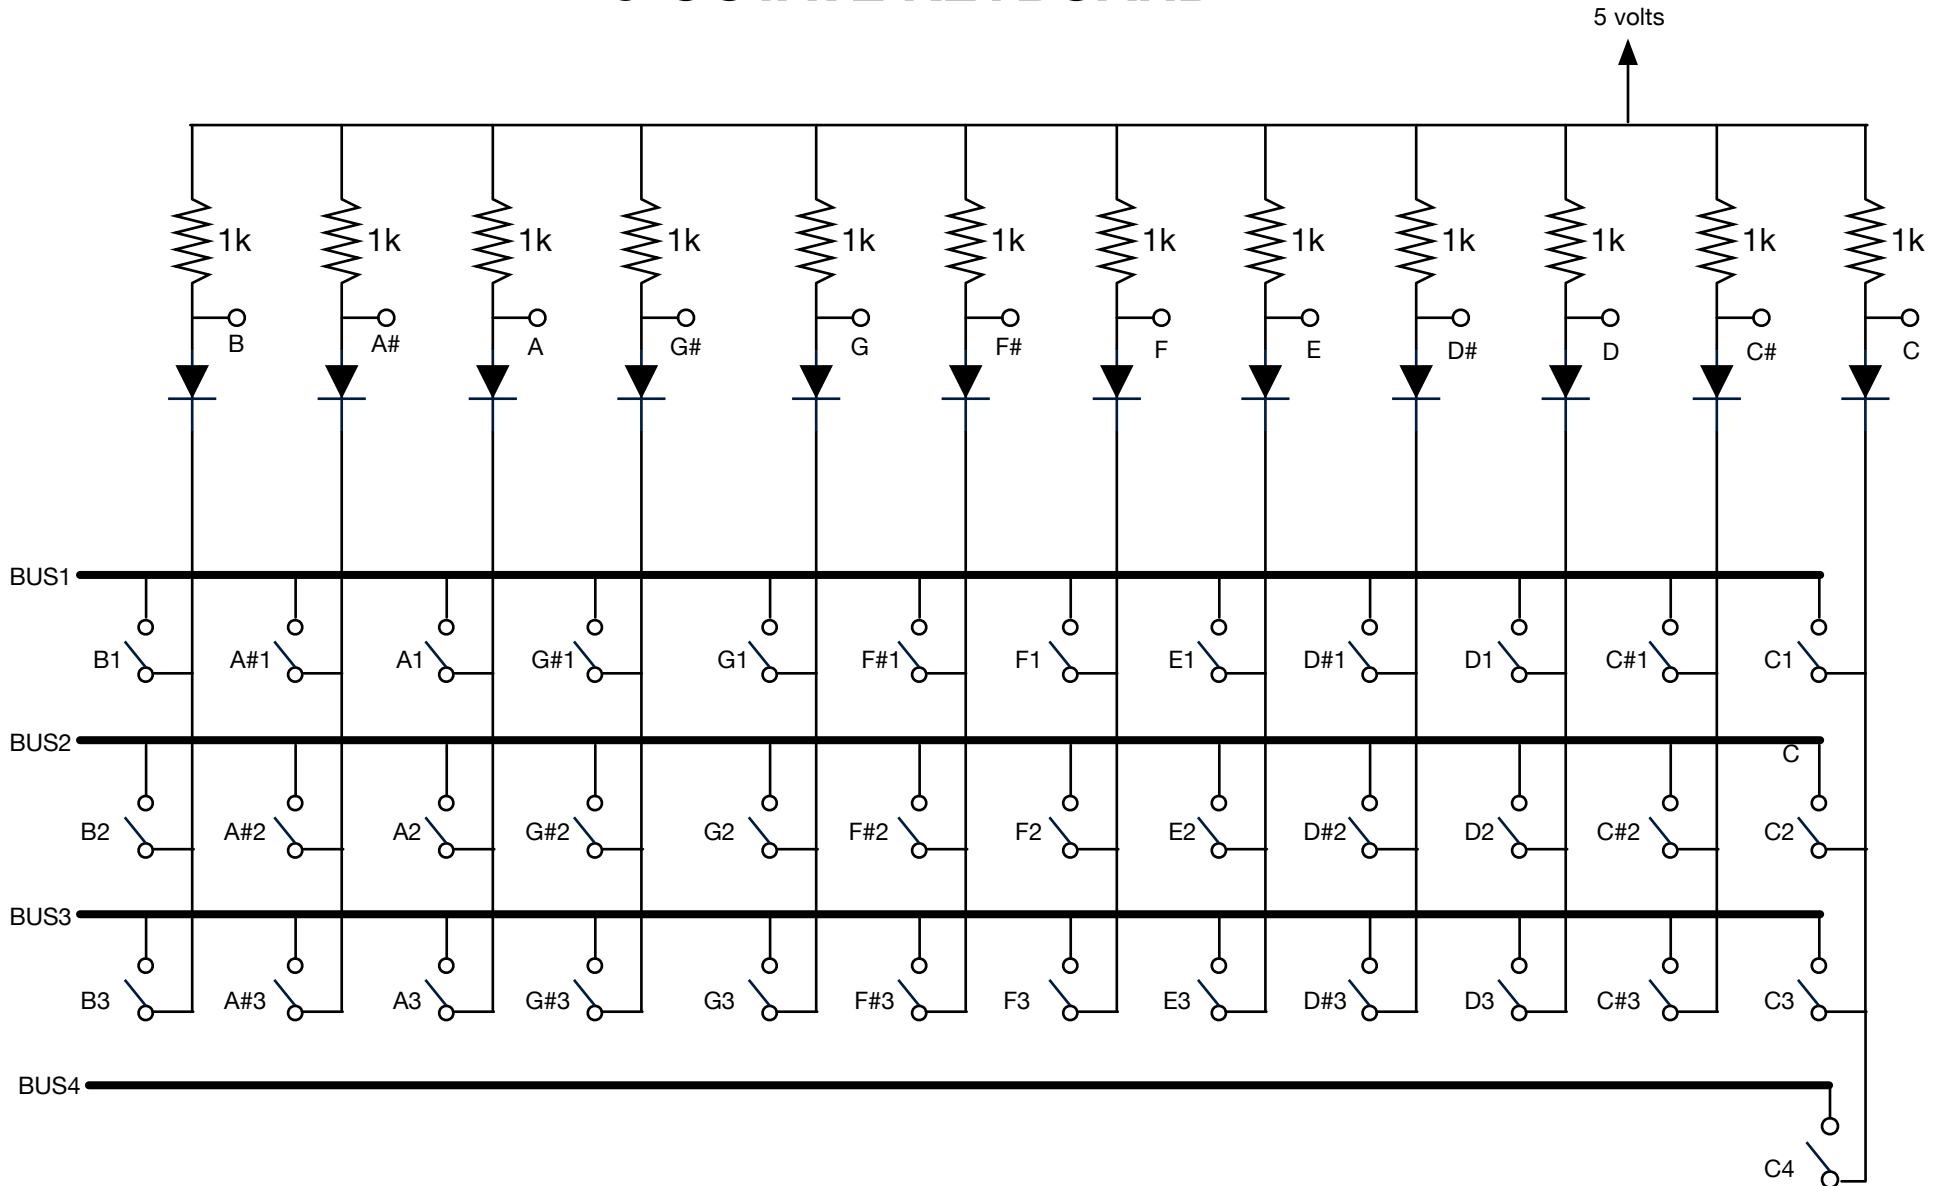 5 volts
1k 1k 1k 1k 1k 1k 1k 1k 1k 1k 1k 1k
B A# A G# G F# F E D# D C# C
BUS1
B1 A#1 A1 G#1 G1 F#1 F1 E1 D#1 D1 C#1 C1
BUS2
C
B2 A#2 A2 G#2 G2 F#2 F2 E2 D#2 D2 C#2 C2
BUS3
B3 A#3 A3 G#3 G3 F#3 F3 E3 D#3 D3 C#3 C3
BUS4
C4